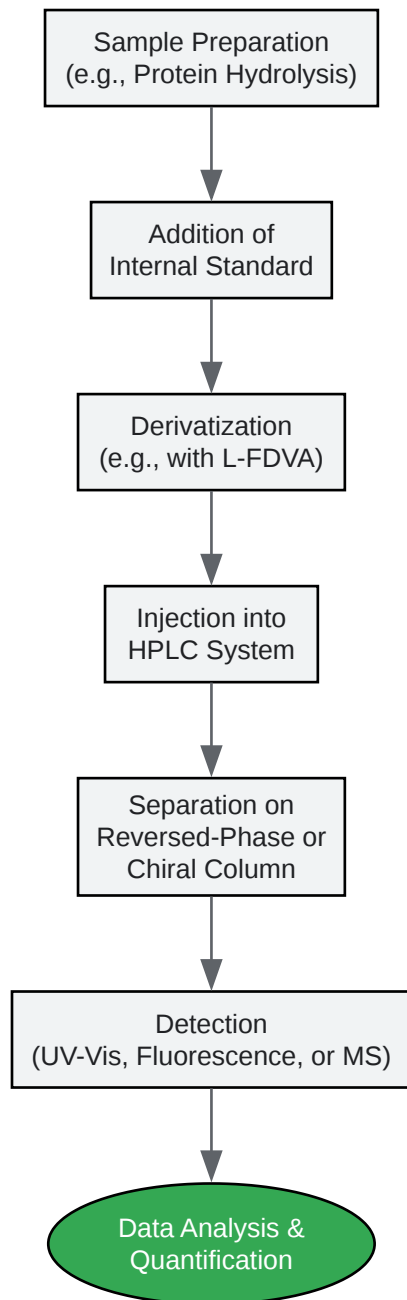 Sample Preparation
(e.g., Protein Hydrolysis)
Addition of
Internal Standard
Derivatization
(e.g., with L-FDVA)
Injection into
HPLC System
Separation on
Reversed-Phase or
Chiral Column
Detection
(UV-Vis, Fluorescence, or MS)
Data Analysis &
Quantification